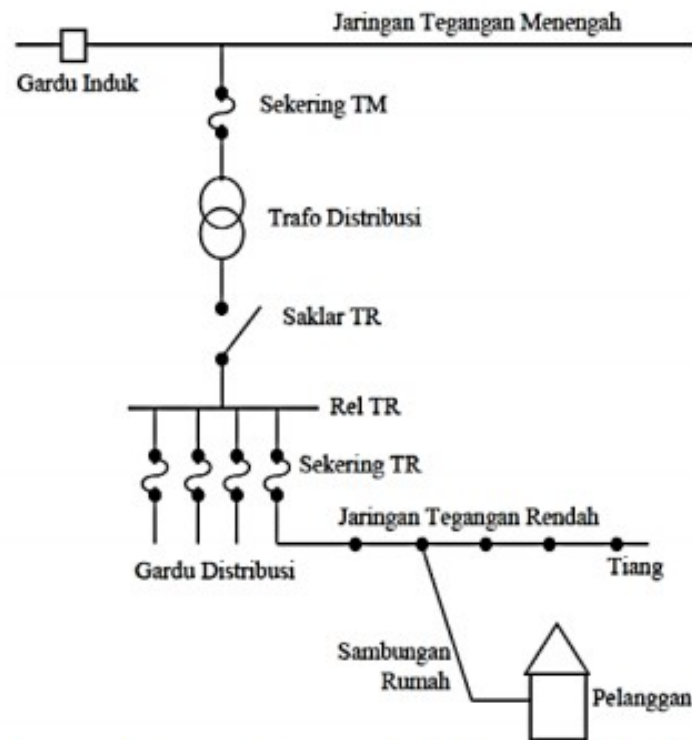 Jaringan Tegangan Menengah
Gardu Induk
Sekering TM
Trafo Distribusi
Saklar TR
Rel TR
Sekering TR
Jaringan Tegangan Rendah
Gardu Distribusi
Tiang
Sambungan
Rumah
Pelanggan